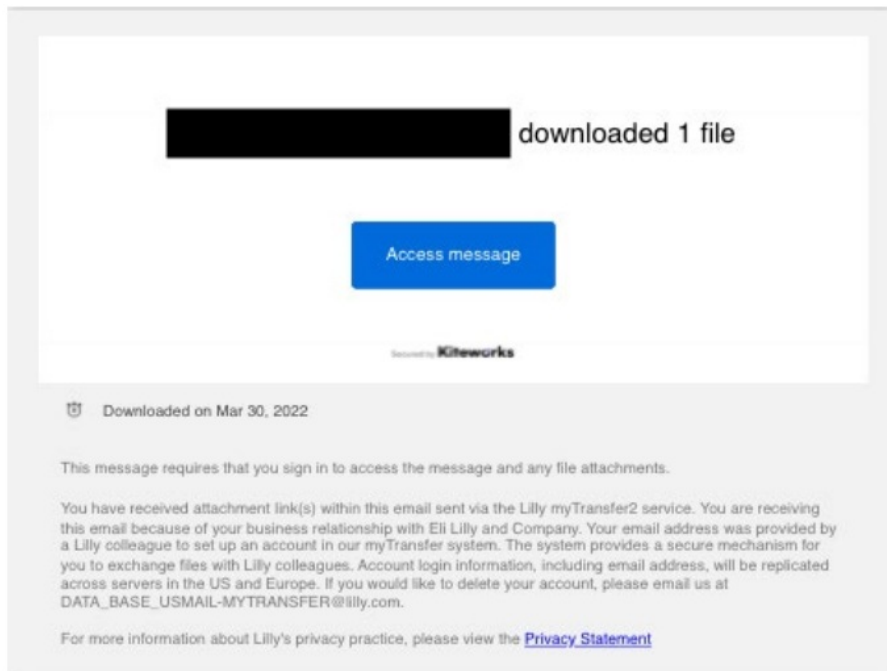 downloaded 1 file
Access message
Secured by Kiteworks
Downloaded on Mar 30, 2022
This message requires that you sign in to access the message and any file attachments.
You have received attachment link(s) within this email sent via the Lilly myTransfer2 service. You are receiving
this email because of your business relationship with Eli Lilly and Company. Your email address was provided by
a Lilly colleague to set up an account in our myTransfer system. The system provides a secure mechanism for
you to exchange files with Lilly colleagues. Account login information, including email address, will be replicated
across servers in the US and Europe. If you would like to delete your account, please email us at
DATA_BASE_USMAIL-MYTRANSFER@lilly.com.
For more information about Lilly's privacy practice, please view the Privacy Statement